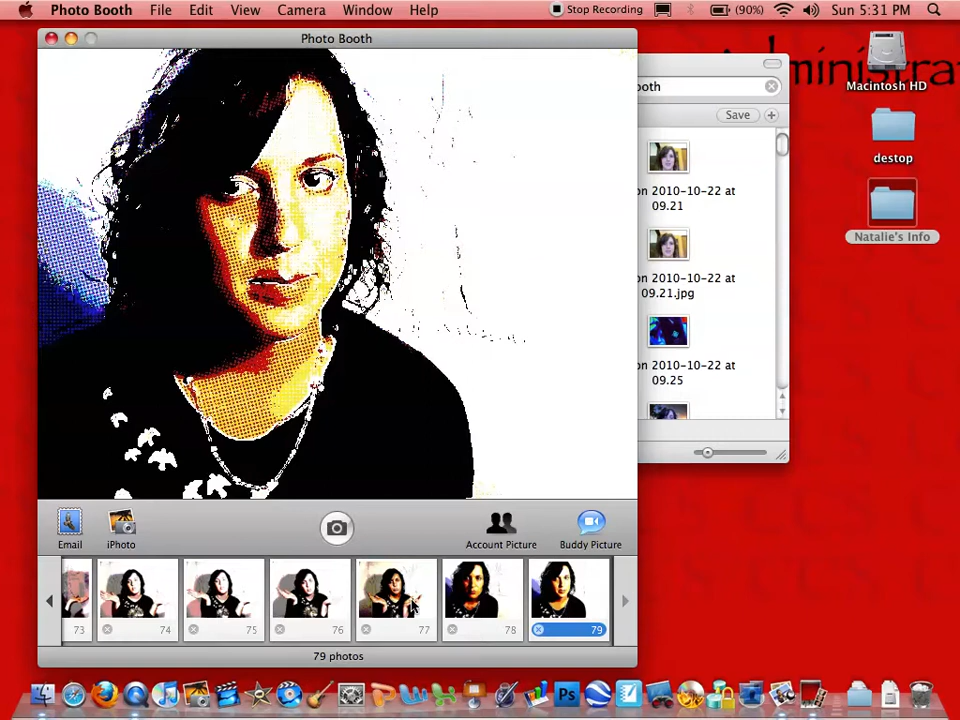 Photo Booth File Edit View Camera Window Help Stop Recording (90%) Sun 5:31 PM
Photo Booth
Macintosh HD
ooth
Save
destop
on 2010-10-22 at
09.21
Natalie's Info
on 2010-10-22 at
09.21.jpg
on 2010-10-22 at
09.25
Email
iPhoto
Account Picture
Buddy Picture
73 74 75 76 77 78 79
79 photos
Ps